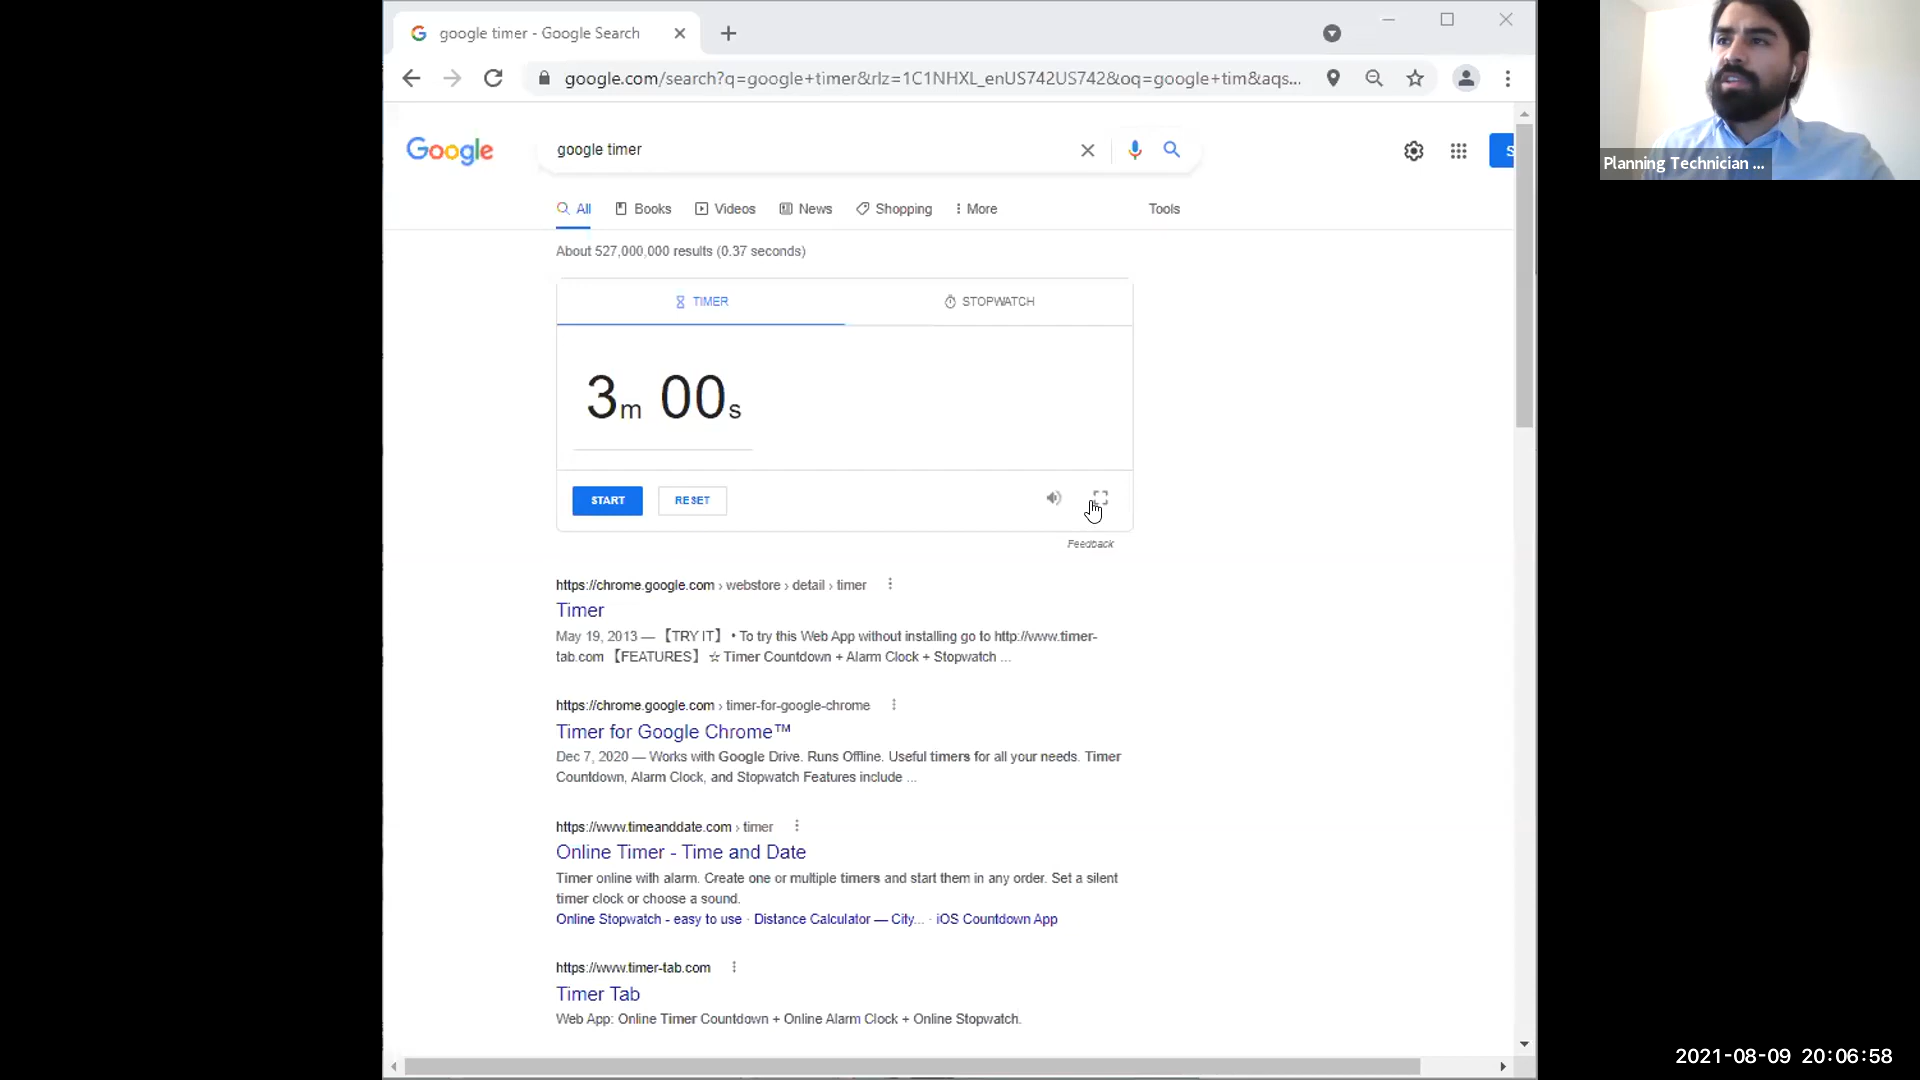 google timer - Google Search
google.com/search?q=google+timer&rlz=1C1NHXL_enUS742US742&oq=google+tim&aqs...
Google
google timer
S
All
Books
Videos
News
Shopping
More
Tools
About 527,000,000 results (0.37 seconds)
TIMER
STOPWATCH
3m 00s
START
RESET
Feedback
https://chrome.google.com › webstore › detail › timer
Timer
May 19, 2013 — 【TRY IT】 • To try this Web App without installing go to http://www.timer-
tab.com 【FEATURES】 ☆ Timer Countdown + Alarm Clock + Stopwatch ...
https://chrome.google.com › timer-for-google-chrome
Timer for Google Chrome™
Dec 7, 2020 — Works with Google Drive. Runs Offline. Useful timers for all your needs. Timer
Countdown, Alarm Clock, and Stopwatch Features include ...
https://www.timeanddate.com › timer
Online Timer - Time and Date
Timer online with alarm. Create one or multiple timers and start them in any order. Set a silent
timer clock or choose a sound.
Online Stopwatch - easy to use · Distance Calculator — City... · iOS Countdown App
https://www.timer-tab.com
Timer Tab
Web App: Online Timer Countdown + Online Alarm Clock + Online Stopwatch.
Planning Technician ...
2021-08-09 20:06:58